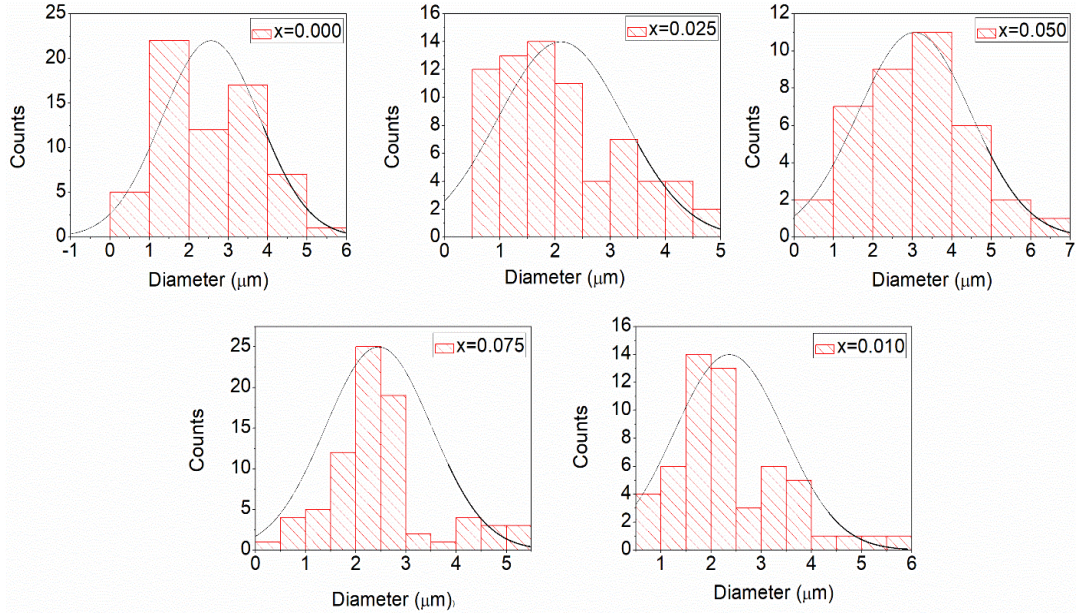 x=0.000
25
20
15
10
5
0
Counts
-1 0 1 2 3 4 5 6
Diameter (μm)
x=0.025
16
14
12
10
8
6
4
2
0
Counts
0 1 2 3 4 5
Diameter (μm)
x=0.050
12
10
8
6
4
2
0
Counts
0 1 2 3 4 5 6 7
Diameter (μm)
x=0.075
25
20
15
10
5
0
Counts
0 1 2 3 4 5
Diameter (μm)
x=0.010
16
14
12
10
8
6
4
2
0
Counts
1 2 3 4 5 6
Diameter (μm)